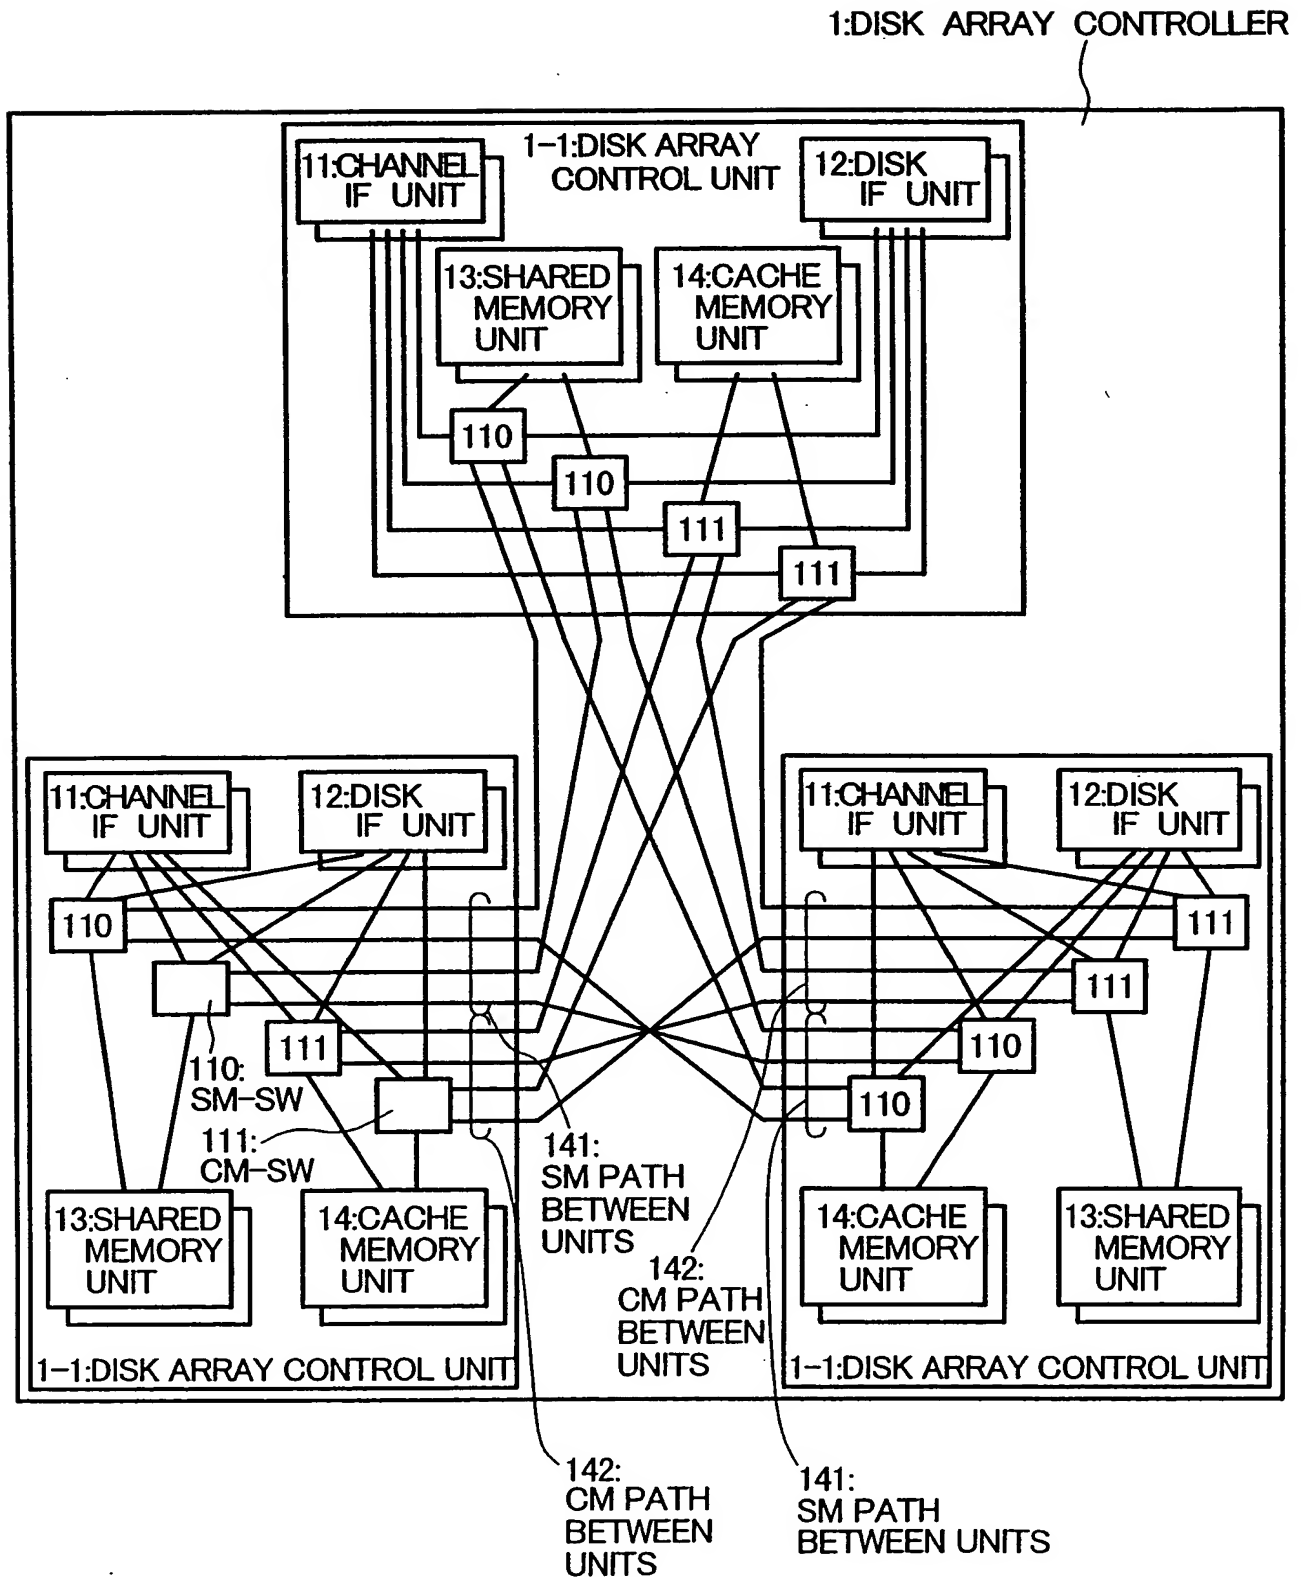 1:DISK ARRAY CONTROLLER
1-1:DISK ARRAY
CONTROL UNIT
11:CHANNEL
IF UNIT
12:DISK
IF UNIT
13:SHARED
MEMORY
UNIT
14:CACHE
MEMORY
UNIT
110
110
111
111
11:CHANNEL
IF UNIT
12:DISK
IF UNIT
110
111
110:
SM-SW
111:
CM-SW
13:SHARED
MEMORY
UNIT
14:CACHE
MEMORY
UNIT
1-1:DISK ARRAY CONTROL UNIT
141:
SM PATH
BETWEEN
UNITS
142:
CM PATH
BETWEEN
UNITS
11:CHANNEL
IF UNIT
12:DISK
IF UNIT
111
111
110
110
14:CACHE
MEMORY
UNIT
13:SHARED
MEMORY
UNIT
1-1:DISK ARRAY CONTROL UNIT
142:
CM PATH
BETWEEN
UNITS
141:
SM PATH
BETWEEN UNITS